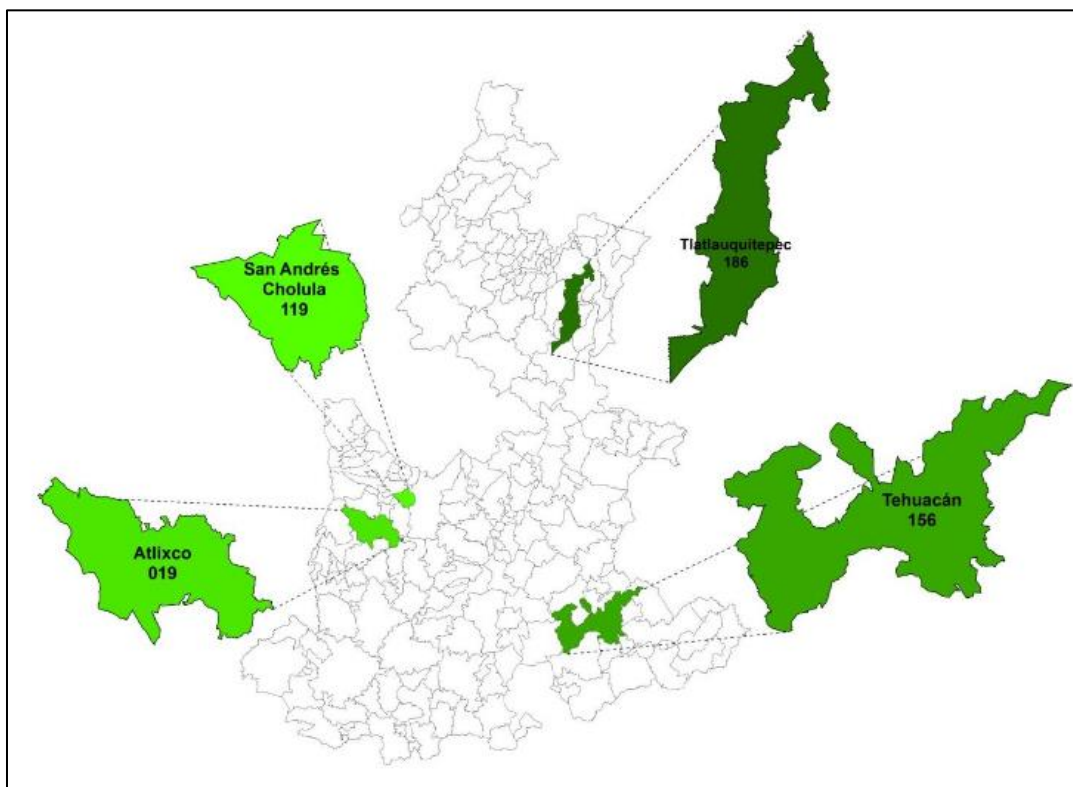 Tlatlauquitepec
186
San Andrés
Cholula
119
Tehuacán
156
Atlixco
019